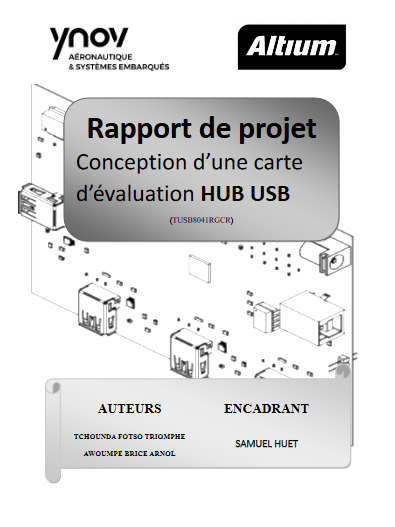 ynov
AÉRONAUTIQUE
& SYSTÈMES EMBARQUÉS
Altium
Rapport de projet
Conception d'une carte
d'évaluation HUB USB
(TUSB8041RGCR)
AUTEURS
ENCADRANT
TCHOUNDA FOTSO TRIOMPHE
SAMUEL HUET
AWOUMPE BRICE ARNOL